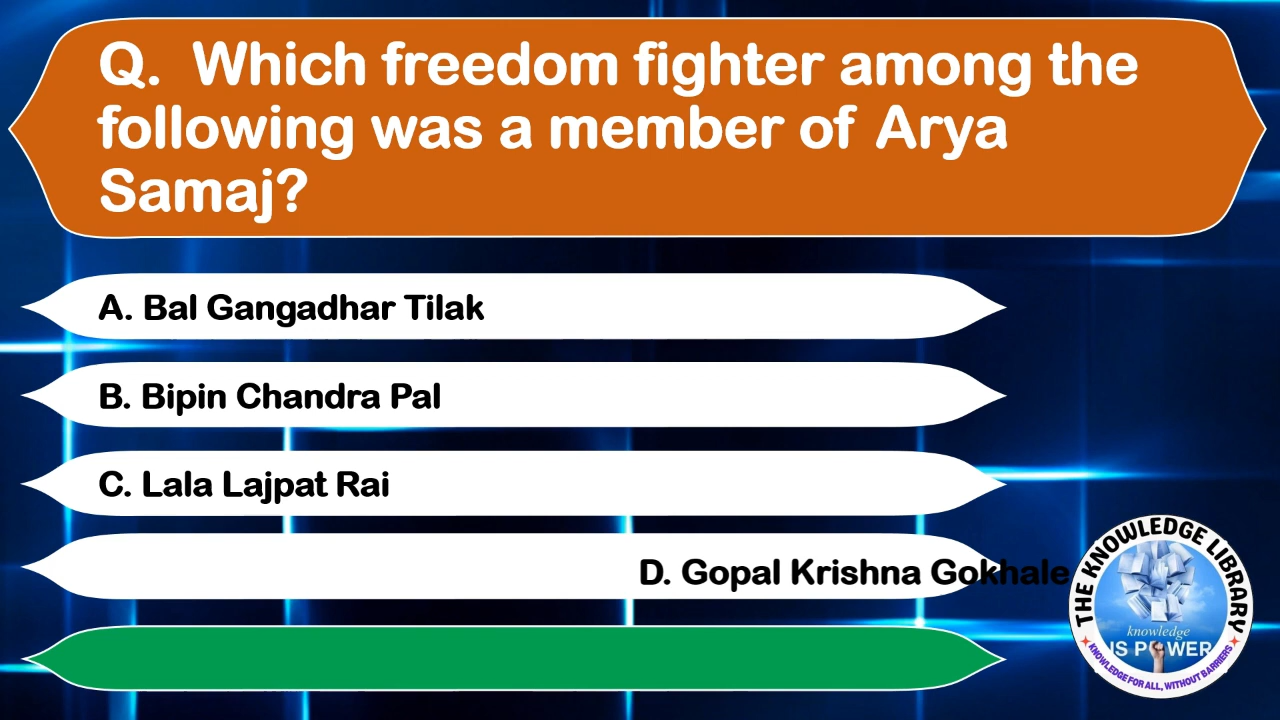 Q. Which freedom fighter among the
following was a member of Arya
Samaj?
A. Bal Gangadhar Tilak
B. Bipin Chandra Pal
C. Lala Lajpat Rai
D. Gopal Krishna Gokhale
THE KNOWLEDGE LIBRARY
knowledge
IS POWER
KNOWLEDGE FOR ALL, WITHOUT BARRIERS